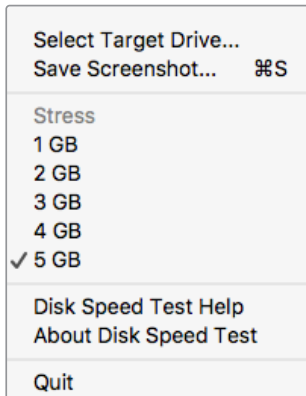 Select Target Drive...
Save Screenshot... ⌘S
Stress
1 GB
2 GB
3 GB
4 GB
✓ 5 GB
Disk Speed Test Help
About Disk Speed Test
Quit